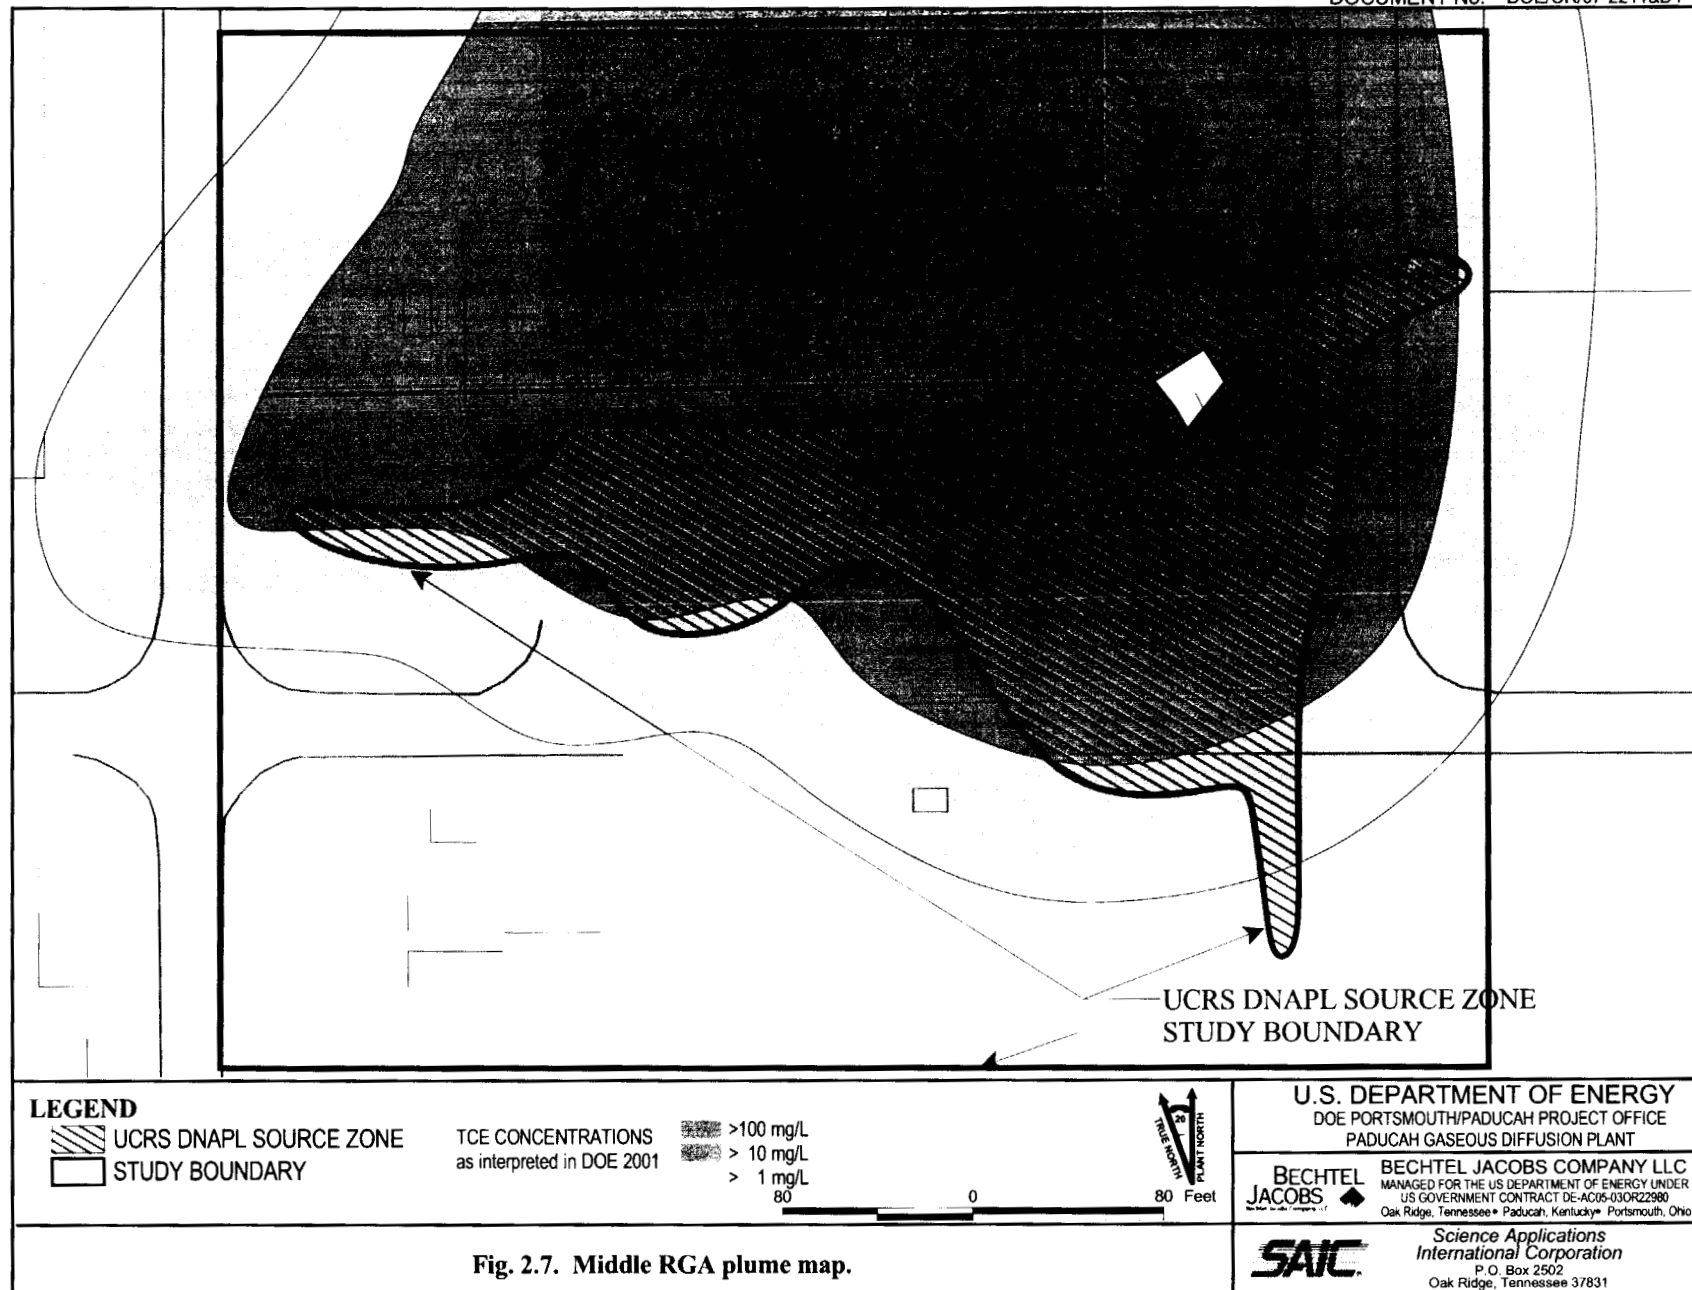 DOCUMENT No.
UCRS DNAPL SOURCE ZONE
STUDY BOUNDARY
LEGEND
UCRS DNAPL SOURCE ZONE
STUDY BOUNDARY
TCE CONCENTRATIONS
as interpreted in DOE 2001
>100 mg/L
> 10 mg/L
> 1 mg/L
80 0 80 Feet
20
TRUE NORTH
PLANT NORTH
Fig. 2.7. Middle RGA plume map.
U.S. DEPARTMENT OF ENERGY
DOE PORTSMOUTH/PADUCAH PROJECT OFFICE
PADUCAH GASEOUS DIFFUSION PLANT
BECHTEL
JACOBS
BECHTEL JACOBS COMPANY LLC
MANAGED FOR THE US DEPARTMENT OF ENERGY UNDER
US GOVERNMENT CONTRACT DE-AC05-03OR22980
Oak Ridge, Tennessee • Paducah, Kentucky • Portsmouth, Ohio
SAIC
Science Applications
International Corporation
P.O. Box 2502
Oak Ridge, Tennessee 37831